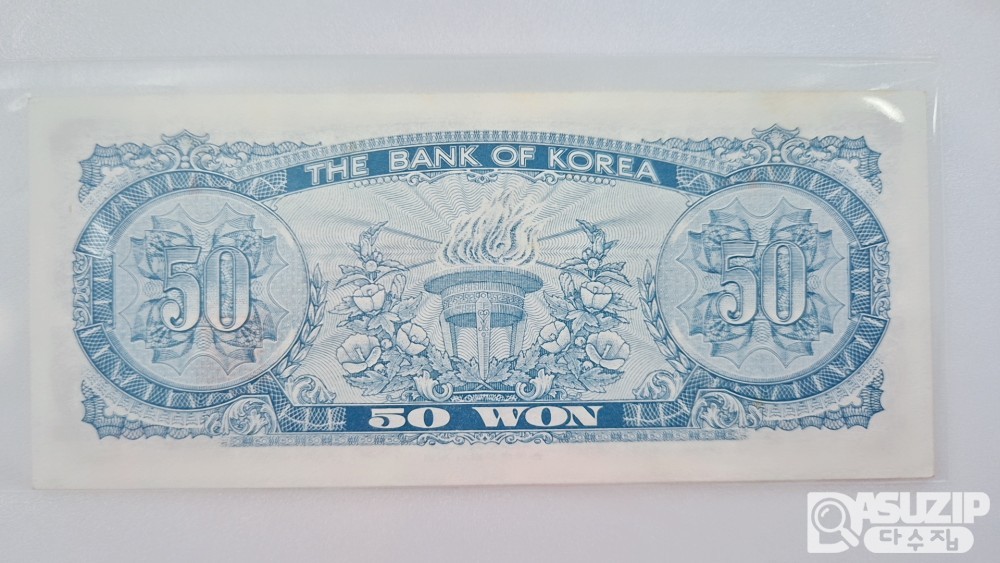 THE BANK OF KOREA
50
50
50 WON
ASUZIP
다수집